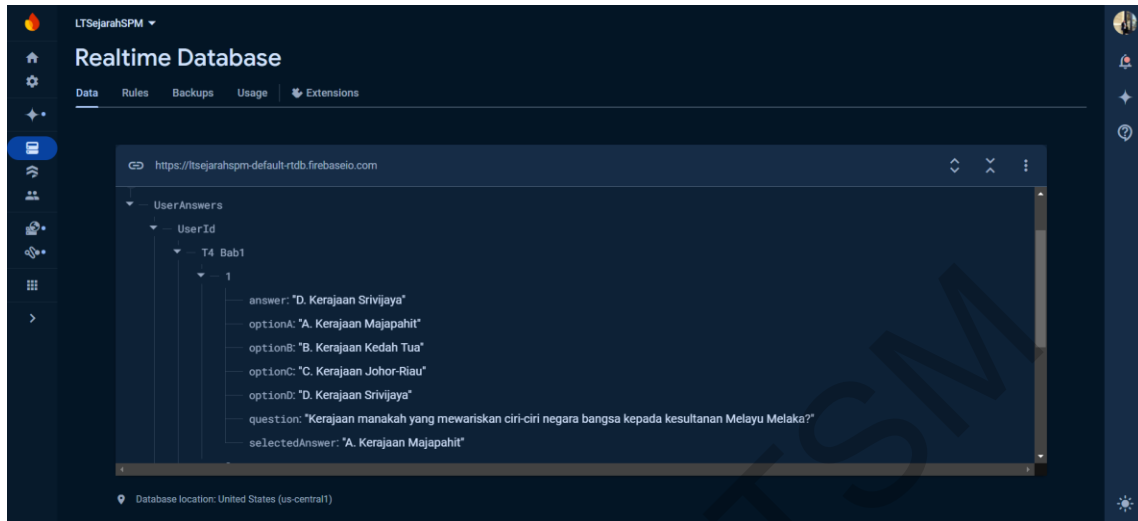 LTSejarahSPM
Realtime Database
Data Rules Backups Usage Extensions
https://ltsejarahspm-default-rtdb.firebaseio.com
UserAnswers
UserId
T4 Bab1
1
answer: "D. Kerajaan Srivijaya"
optionA: "A. Kerajaan Majapahit"
optionB: "B. Kerajaan Kedah Tua"
optionC: "C. Kerajaan Johor-Riau"
optionD: "D. Kerajaan Srivijaya"
question: "Kerajaan manakah yang mewariskan ciri-ciri negara bangsa kepada kesultanan Melayu Melaka?"
selectedAnswer: "A. Kerajaan Majapahit"
Database location: United States (us-central1)
TSM